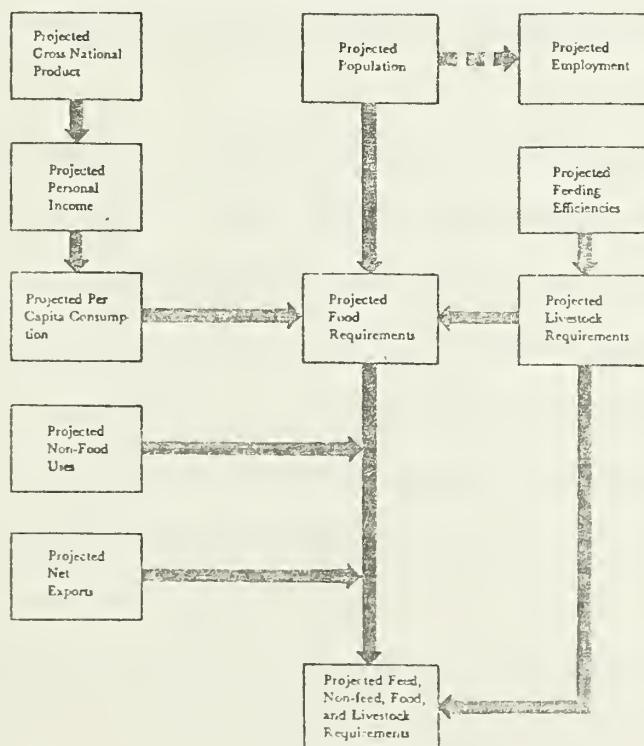 Projected
Gross National
Product
Projected
Population
Projected
Employment
Projected
Personal
Income
Projected
Feeding
Efficiencies
Projected Per
Capita Consump-
tion
Projected
Food
Requirements
Projected
Livestock
Requirements
Projected
Non-Food
Uses
Projected
Net
Exports
Projected Feed,
Non-feed, Food,
and Livestock
Requirements